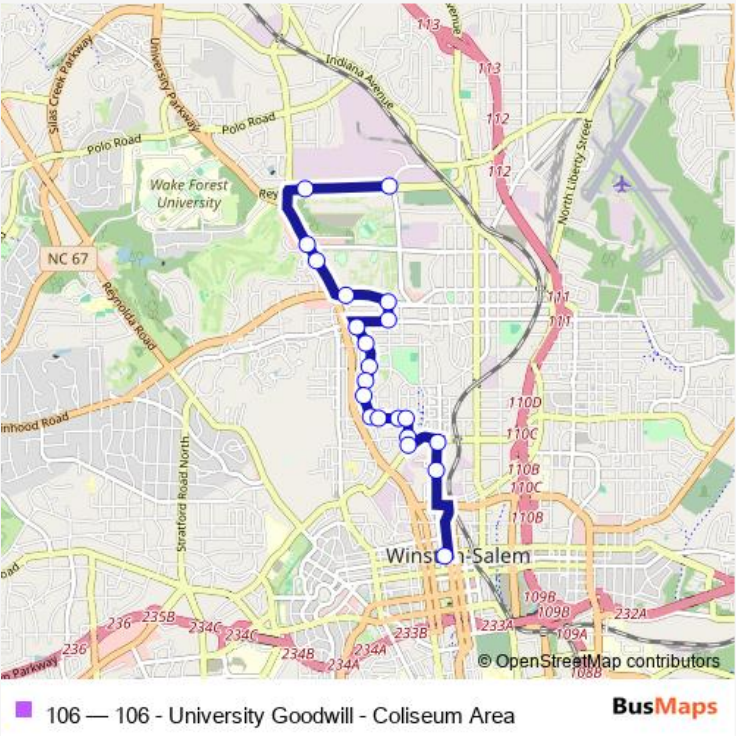 113
113
Avenue
Indiana Avenue
Silas Creek Parkway
University Parkway
Polo Road
Polo Road
112
112
North Liberty Street
Wake Forest
University
Rey
NC 67
Reynolda Road
111
111
110D
110C
110B
110C
110B
Stratford Road North
Winston-Salem
109B
109B
109A
108B
232A
233A
233B
234A
234A
234B
234C
234C
235B
236
236
Parkway
© OpenStreetMap contributors
106 — 106 - University Goodwill - Coliseum Area
BusMaps